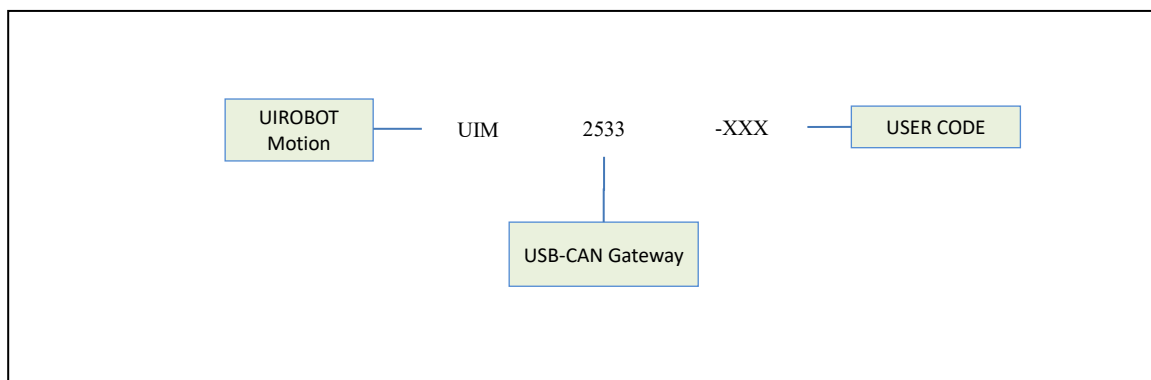 UIROBOT
Motion
UIM 2533 -XXX
USER CODE
USB-CAN Gateway